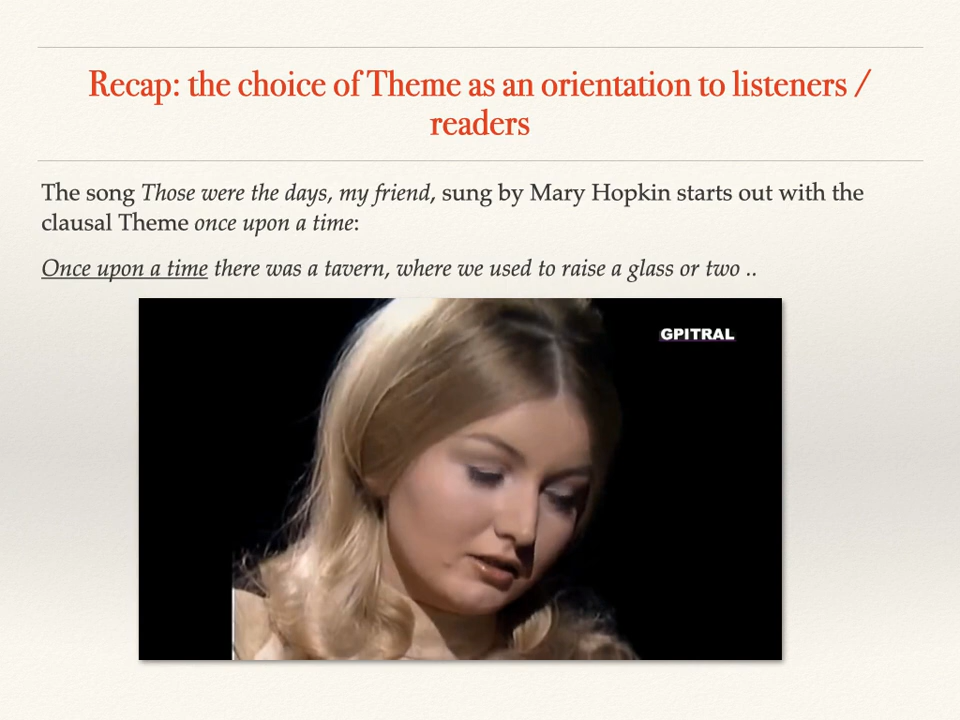 Recap: the choice of Theme as an orientation to listeners /
readers
The song Those were the days, my friend, sung by Mary Hopkin starts out with the
clausal Theme once upon a time:
Once upon a time there was a tavern, where we used to raise a glass or two ..
GPITRAL